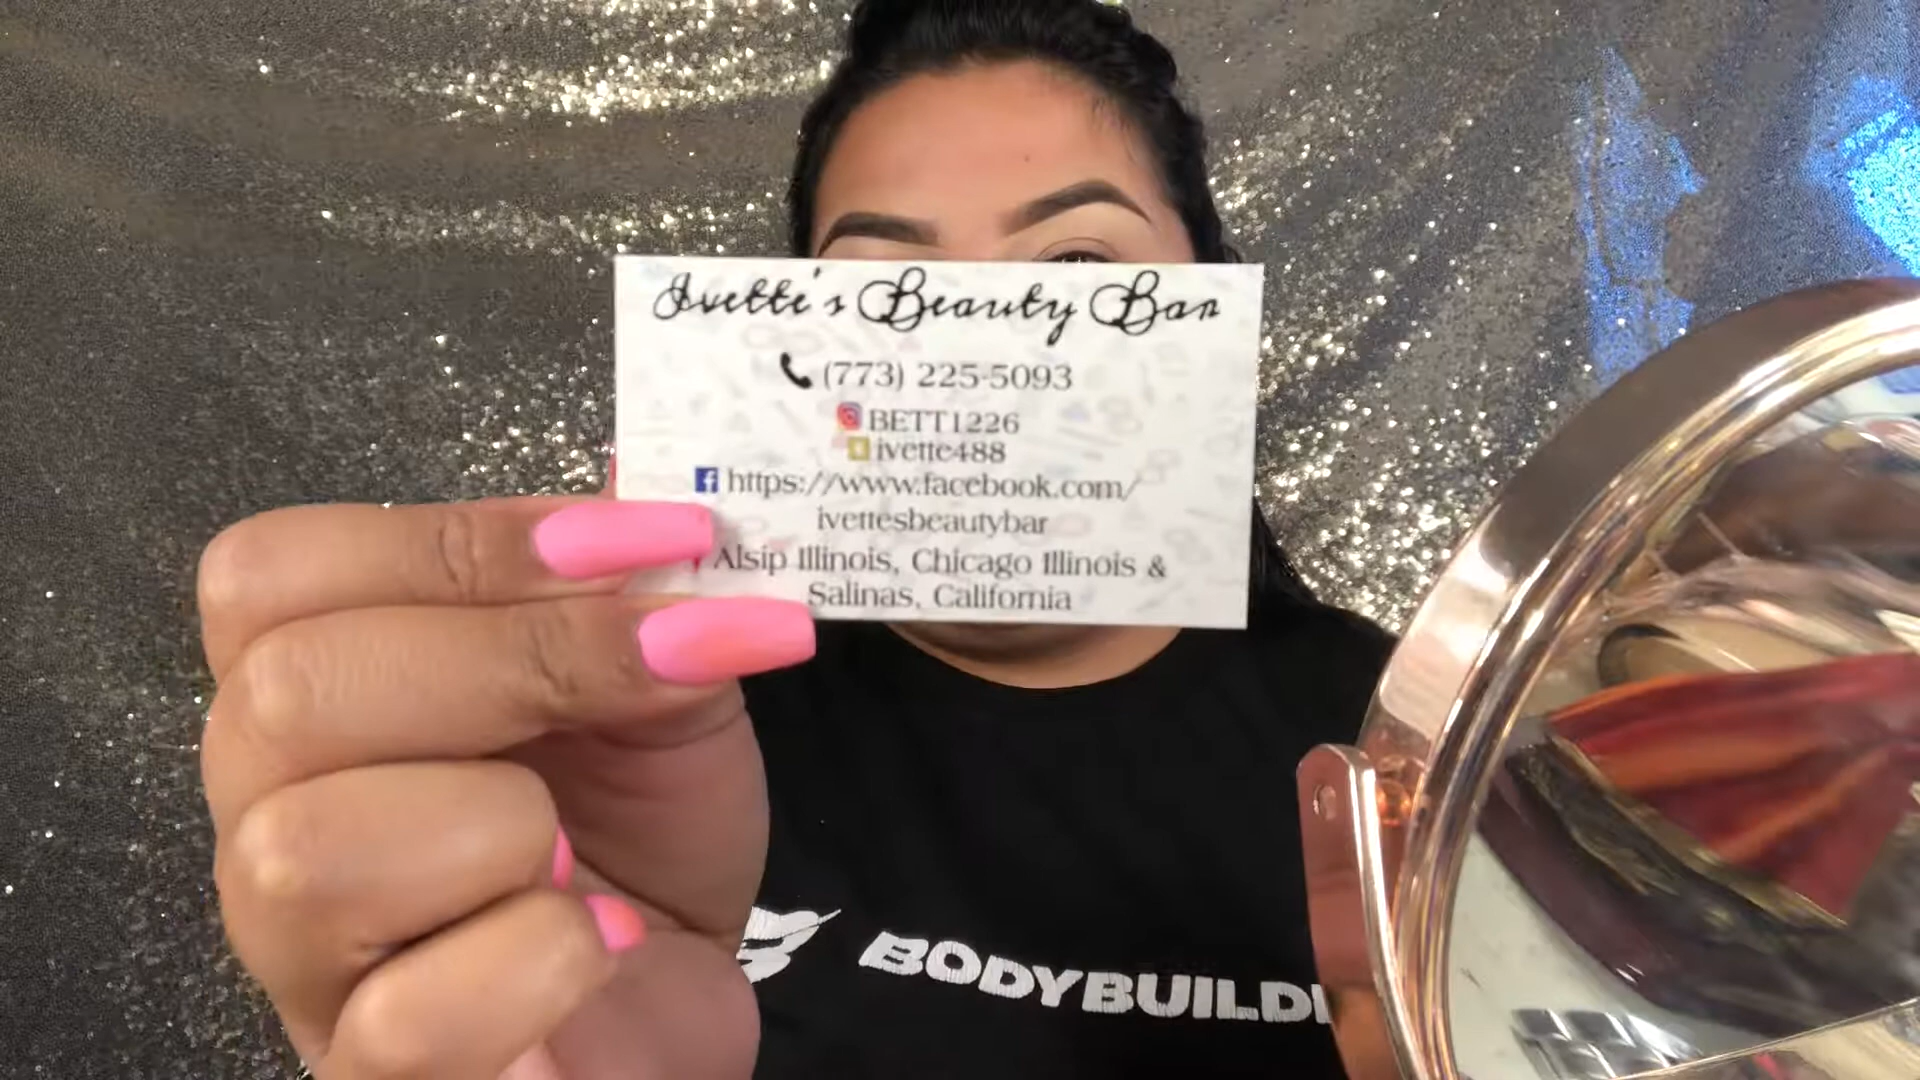 Ivette's Beauty Bar
(773) 225-5093
BETT1226
ivette488
https://www.facebook.com/
ivettesbeautybar
Alsip Illinois, Chicago Illinois &
Salinas, California
BODYBUILDI